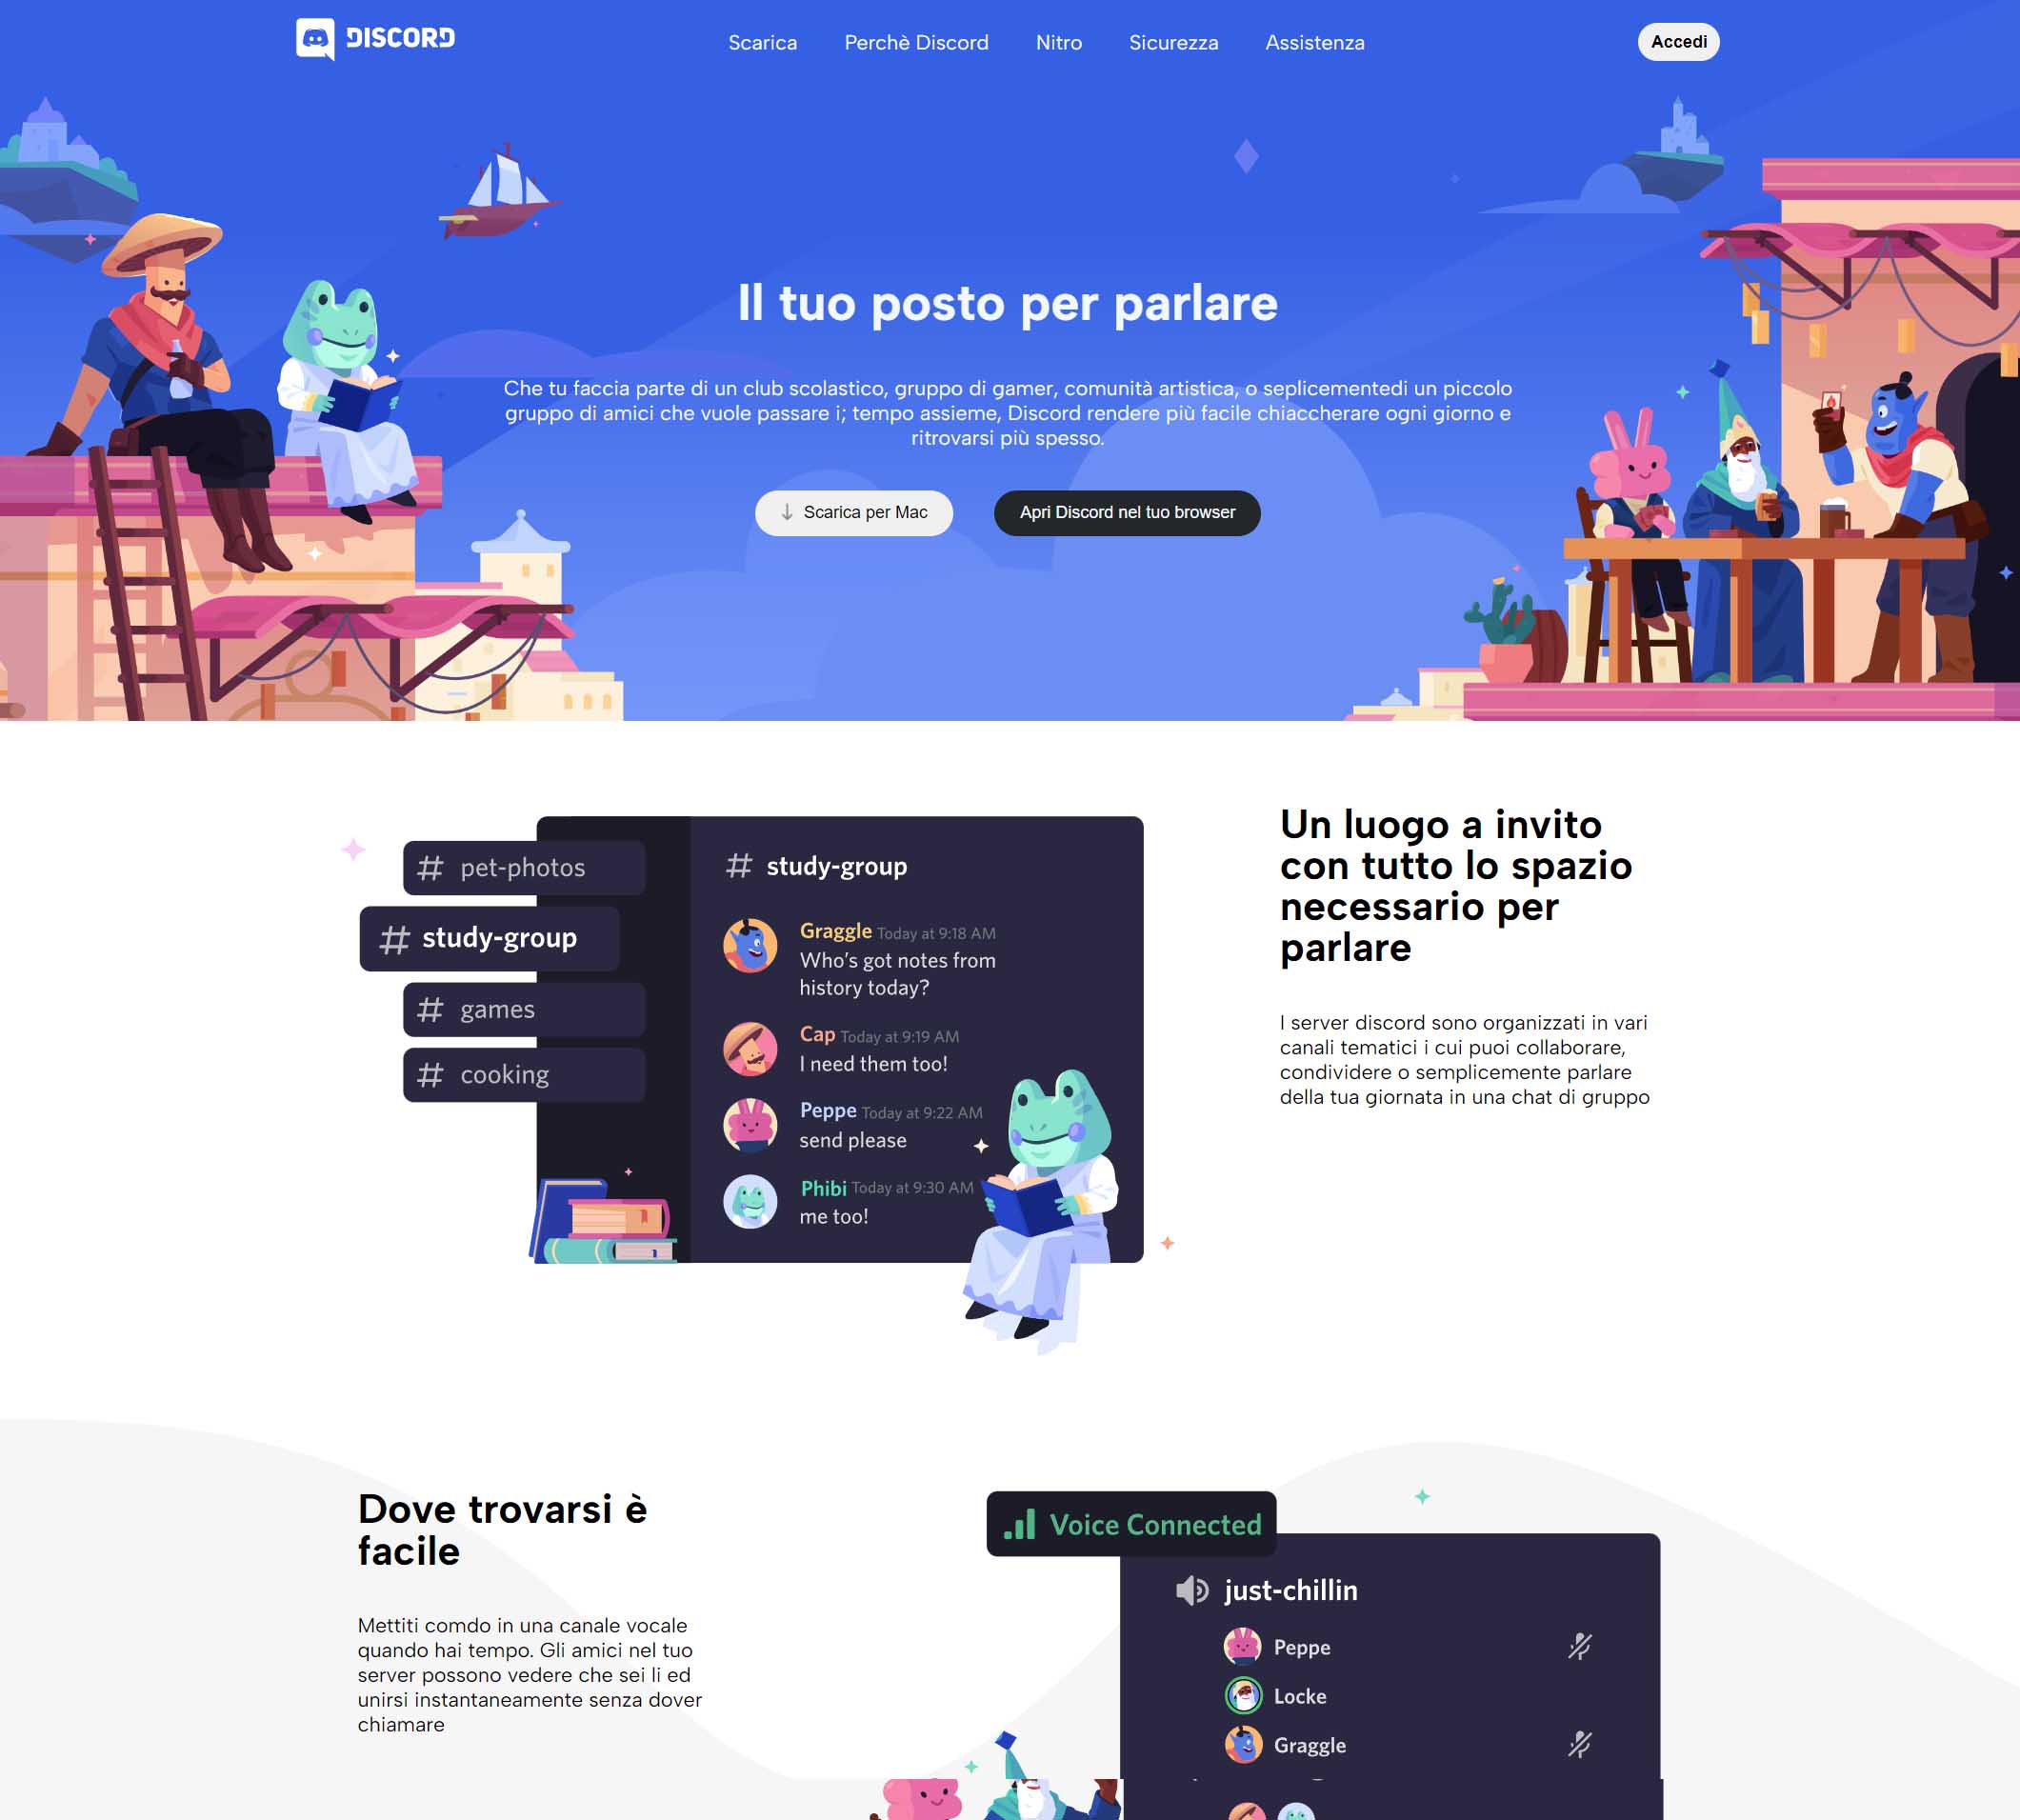 DISCORD
Scarica Perchè Discord Nitro Sicurezza Assistenza
Accedi
Il tuo posto per parlare
Che tu faccia parte di un club scolastico, gruppo di gamer, comunità artistica, o seplicementedi un piccolo
gruppo di amici che vuole passare i; tempo assieme, Discord rendere più facile chiaccherare ogni giorno e
ritrovarsi più spesso.
Scarica per Mac
Apri Discord nel tuo browser
# pet-photos
# study-group
# games
# cooking
# study-group
Graggle Today at 9:18 AM
Who's got notes from
history today?
Cap Today at 9:19 AM
I need them too!
Peppe Today at 9:22 AM
send please
Phibi Today at 9:30 AM
me too!
Un luogo a invito
con tutto lo spazio
necessario per
parlare
I server discord sono organizzati in vari
canali tematici i cui puoi collaborare,
condividere o semplicemente parlare
della tua giornata in una chat di gruppo
Dove trovarsi è
facile
Mettiti comdo in una canale vocale
quando hai tempo. Gli amici nel tuo
server possono vedere che sei li ed
unirsi instantaneamente senza dover
chiamare
Voice Connected
just-chillin
Peppe
Locke
Graggle